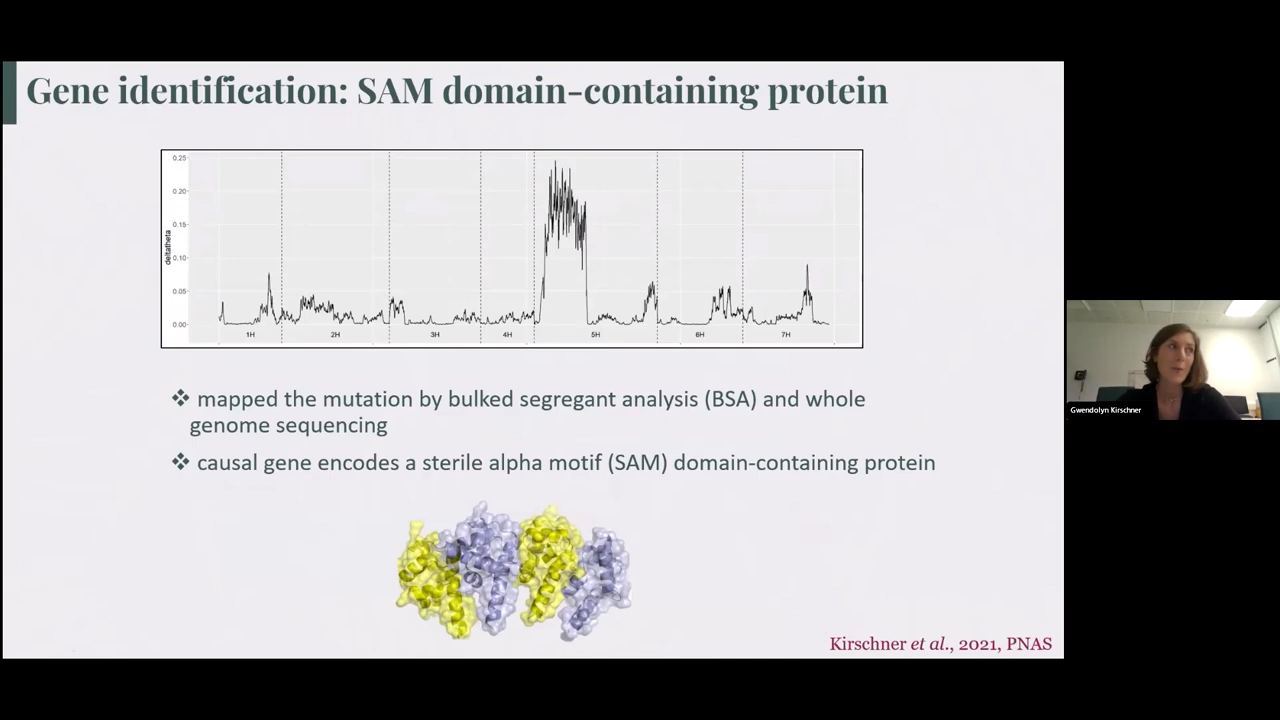 Gene identification: SAM domain-containing protein
0.25
0.20
0.15
0.10
0.05
0.00
deltatheta
1H 2H 3H 4H 5H 6H 7H
❖ mapped the mutation by bulked segregant analysis (BSA) and whole
genome sequencing
❖ causal gene encodes a sterile alpha motif (SAM) domain-containing protein
Kirschner et al., 2021, PNAS
Gwendolyn Kirschner